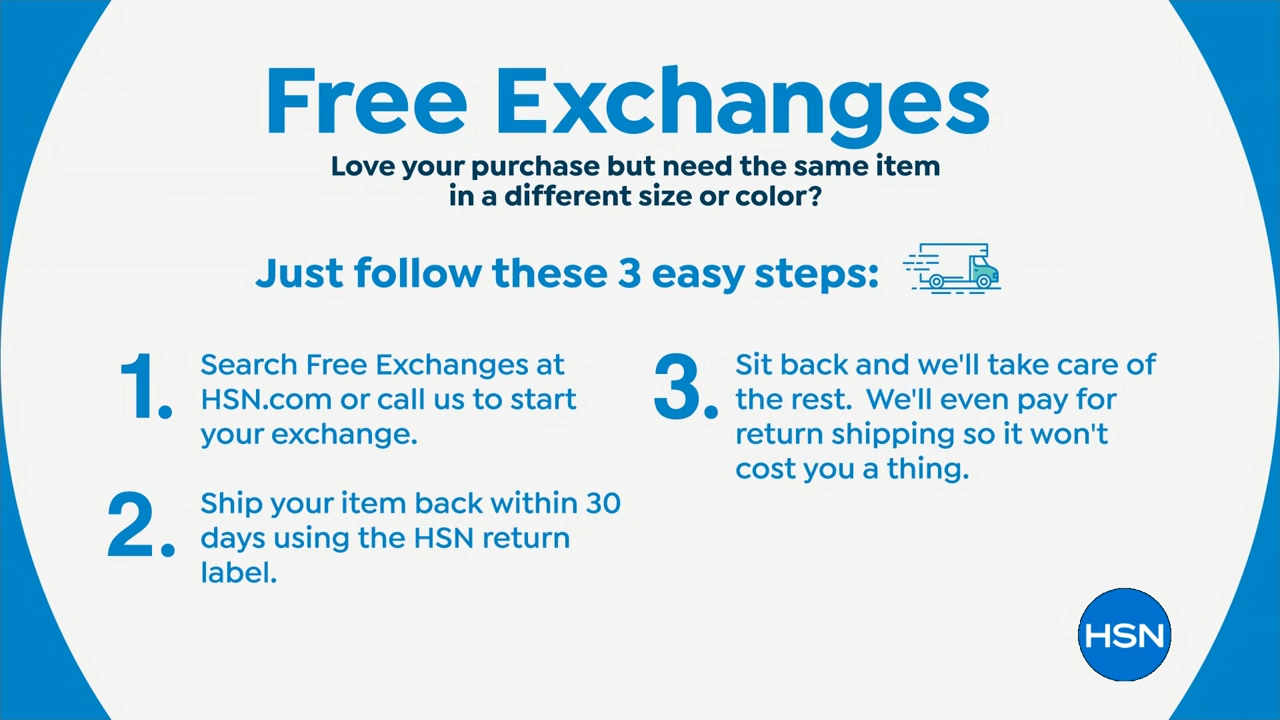 Free Exchanges
Love your purchase but need the same item
in a different size or color?
Just follow these 3 easy steps:
1. Search Free Exchanges at
HSN.com or call us to start
your exchange.
2. Ship your item back within 30
days using the HSN return
label.
3. Sit back and we'll take care of
the rest.  We'll even pay for
return shipping so it won't
cost you a thing.
HSN